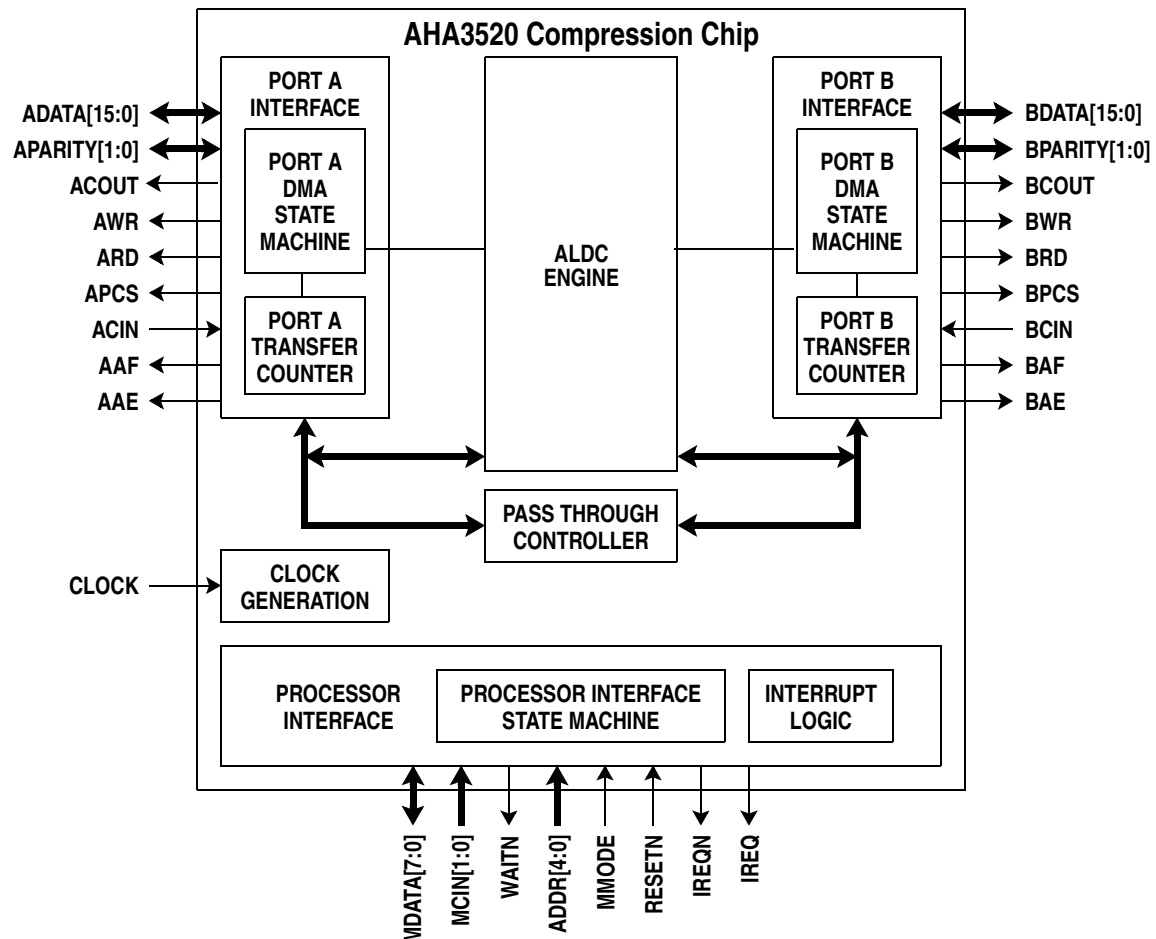 AHA3520 Compression Chip
PORT A
INTERFACE
PORT A
DMA
STATE
MACHINE
PORT A
TRANSFER
COUNTER
ALDC
ENGINE
PORT B
INTERFACE
PORT B
DMA
STATE
MACHINE
PORT B
TRANSFER
COUNTER
ADATA[15:0]
APARITY[1:0]
ACOUT
AWR
ARD
APCS
ACIN
AAF
AAE
BDATA[15:0]
BPARITY[1:0]
BCOUT
BWR
BRD
BPCS
BCIN
BAF
BAE
PASS THROUGH
CONTROLLER
CLOCK
CLOCK
GENERATION
PROCESSOR
INTERFACE
PROCESSOR INTERFACE
STATE MACHINE
INTERRUPT
LOGIC
MDATA[7:0]
MCIN[1:0]
WAITN
ADDR[4:0]
MMODE
RESETN
IREQN
IREQ